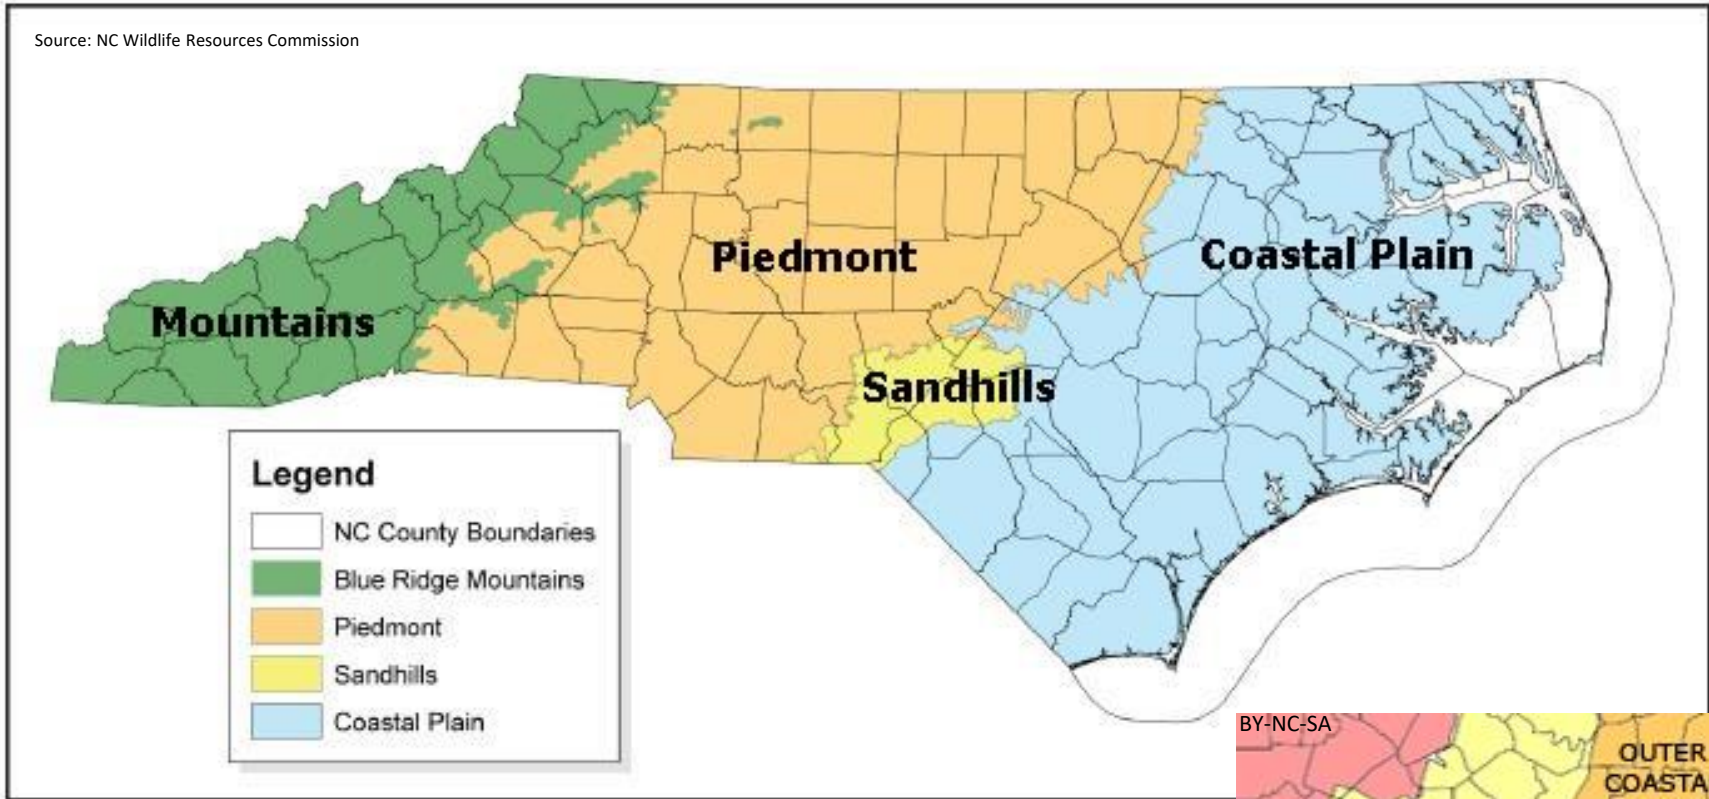 Source: NC Wildlife Resources Commission
Piedmont
Coastal Plain
Mountains
Sandhills
Legend
NC County Boundaries
Blue Ridge Mountains
Piedmont
Sandhills
Coastal Plain
BY-NC-SA
OUTER
COASTA